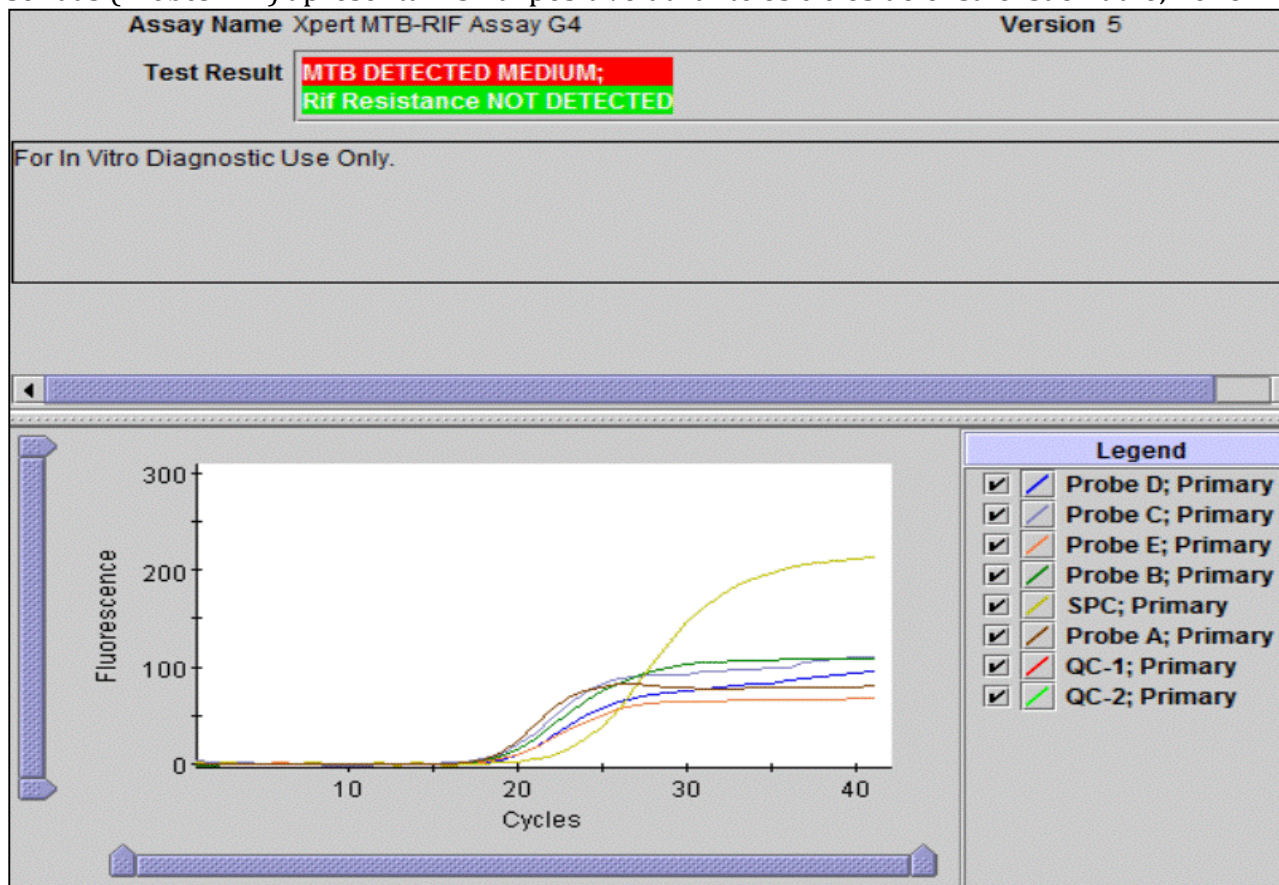 Assay Name Xpert MTB-RIF Assay G4 Version 5
Test Result MTB DETECTED MEDIUM;
Rif Resistance NOT DETECTED
For In Vitro Diagnostic Use Only.
Legend
Probe D; Primary
Probe C; Primary
Probe E; Primary
Probe B; Primary
SPC; Primary
Probe A; Primary
QC-1; Primary
QC-2; Primary
Fluorescence
300
200
100
0
10 20 30 40
Cycles